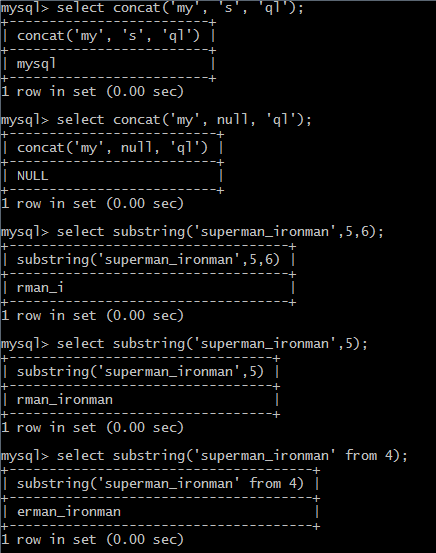 mysql> select concat('my', 's', 'ql');
+-------------------------+
| concat('my', 's', 'ql') |
+-------------------------+
| mysql                   |
+-------------------------+
1 row in set (0.00 sec)
mysql> select concat('my', null, 'ql');
+--------------------------+
| concat('my', null, 'ql') |
+--------------------------+
| NULL                     |
+--------------------------+
1 row in set (0.00 sec)
mysql> select substring('superman_ironman',5,6);
+-----------------------------------+
| substring('superman_ironman',5,6) |
+-----------------------------------+
| rman_i                            |
+-----------------------------------+
1 row in set (0.00 sec)
mysql> select substring('superman_ironman',5);
+---------------------------------+
| substring('superman_ironman',5) |
+---------------------------------+
| rman_ironman                    |
+---------------------------------+
1 row in set (0.00 sec)
mysql> select substring('superman_ironman' from 4);
+--------------------------------------+
| substring('superman_ironman' from 4) |
+--------------------------------------+
| erman_ironman                        |
+--------------------------------------+
1 row in set (0.00 sec)